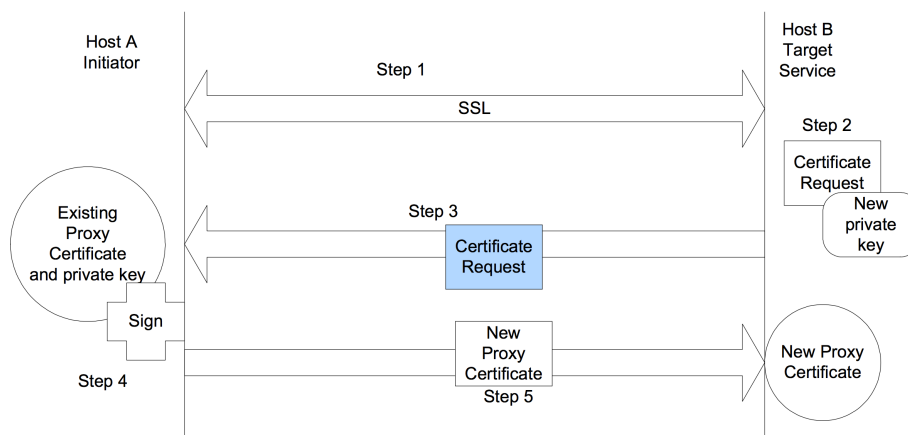 Host A
Initiator
Host B
Target
Service
Step 1
SSL
Step 2
Certificate
Request
New
private
key
Step 3
Certificate
Request
Existing
Proxy
Certificate
and private key
Sign
Step 4
New
Proxy
Certificate
Step 5
New Proxy
Certificate